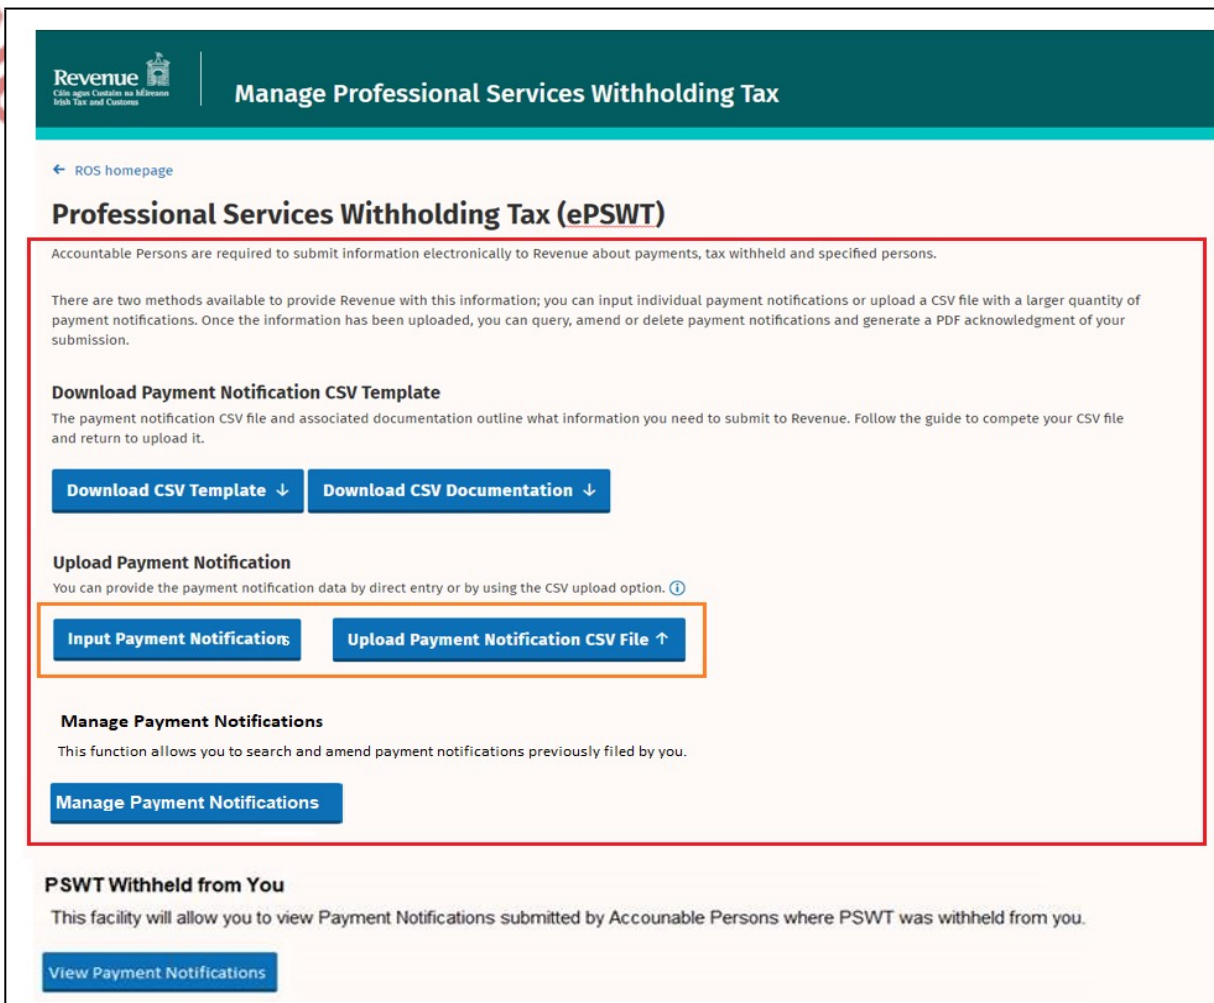 Revenue
Cáin agus Custaim na hÉireann
Irish Tax and Customs
Manage Professional Services Withholding Tax
← ROS homepage
Professional Services Withholding Tax (ePSWT)
Accountable Persons are required to submit information electronically to Revenue about payments, tax withheld and specified persons.
There are two methods available to provide Revenue with this information; you can input individual payment notifications or upload a CSV file with a larger quantity of
payment notifications. Once the information has been uploaded, you can query, amend or delete payment notifications and generate a PDF acknowledgment of your
submission.
Download Payment Notification CSV Template
The payment notification CSV file and associated documentation outline what information you need to submit to Revenue. Follow the guide to compete your CSV file
and return to upload it.
Download CSV Template ↓ Download CSV Documentation ↓
Upload Payment Notification
You can provide the payment notification data by direct entry or by using the CSV upload option. ⓘ
Input Payment Notifications Upload Payment Notification CSV File ↑
Manage Payment Notifications
This function allows you to search and amend payment notifications previously filed by you.
Manage Payment Notifications
PSWT Withheld from You
This facility will allow you to view Payment Notifications submitted by Accounable Persons where PSWT was withheld from you.
View Payment Notifications